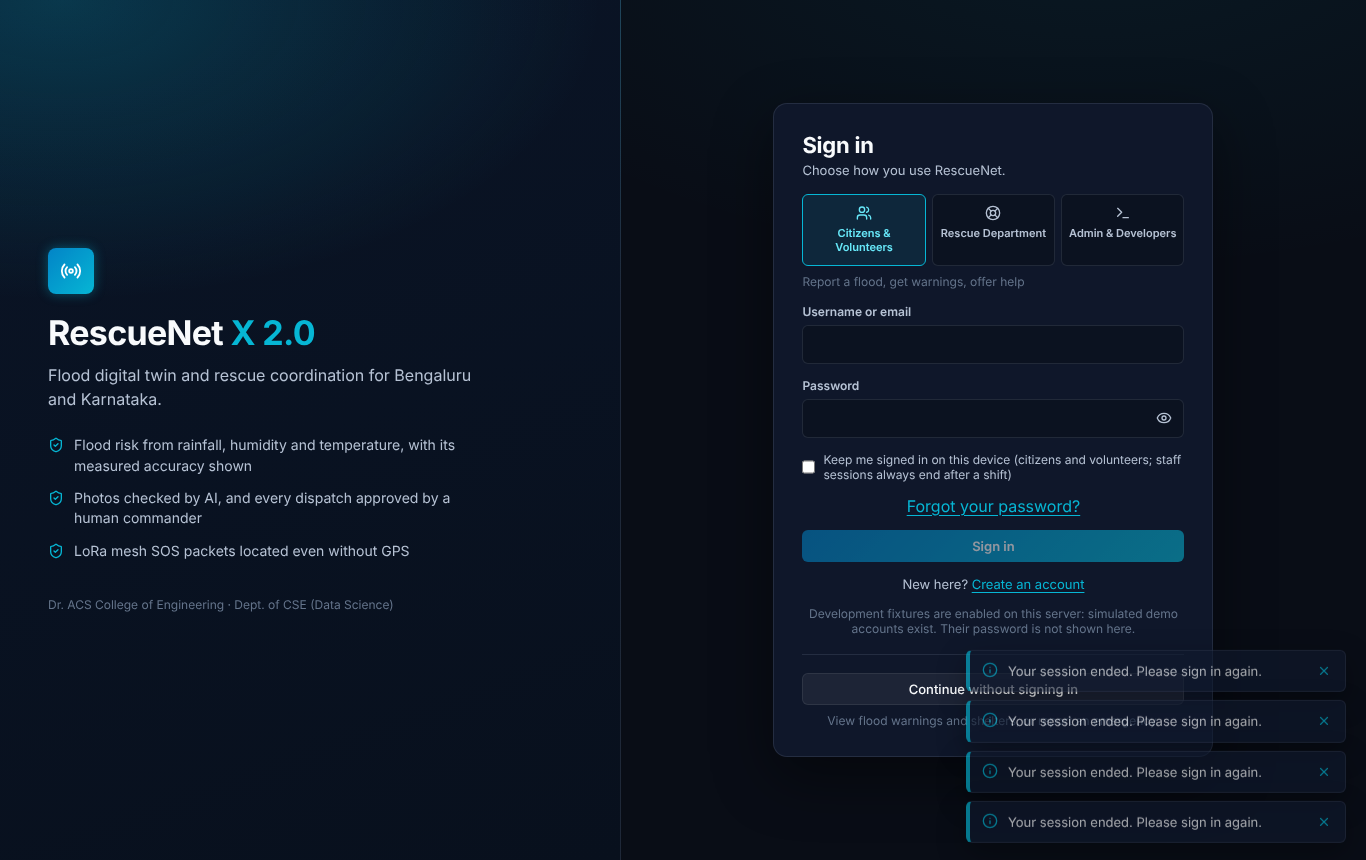 RescueNet X 2.0
Flood digital twin and rescue coordination for Bengaluru
and Karnataka.
Flood risk from rainfall, humidity and temperature, with its
measured accuracy shown
Photos checked by AI, and every dispatch approved by a
human commander
LoRa mesh SOS packets located even without GPS
Dr. ACS College of Engineering · Dept. of CSE (Data Science)
Sign in
Choose how you use RescueNet.
Citizens &
Volunteers
Rescue Department
Admin & Developers
Report a flood, get warnings, offer help
Username or email
Password
Keep me signed in on this device (citizens and volunteers; staff
sessions always end after a shift)
Forgot your password?
Sign in
New here? Create an account
Development fixtures are enabled on this server: simulated demo
accounts exist. Their password is not shown here.
Continue without signing in
View flood warnings and
Your session ended. Please sign in again.
Your session ended. Please sign in again.
Your session ended. Please sign in again.
Your session ended. Please sign in again.